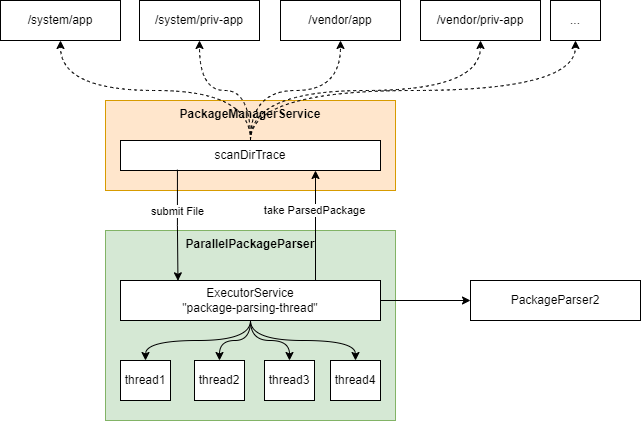 /system/app
/system/priv-app
/vendor/app
/vendor/priv-app
...
PackageManagerService
scanDirTrace
submit File
take ParsedPackage
ParallelPackageParser
ExecutorService
"package-parsing-thread"
PackageParser2
thread1
thread2
thread3
thread4